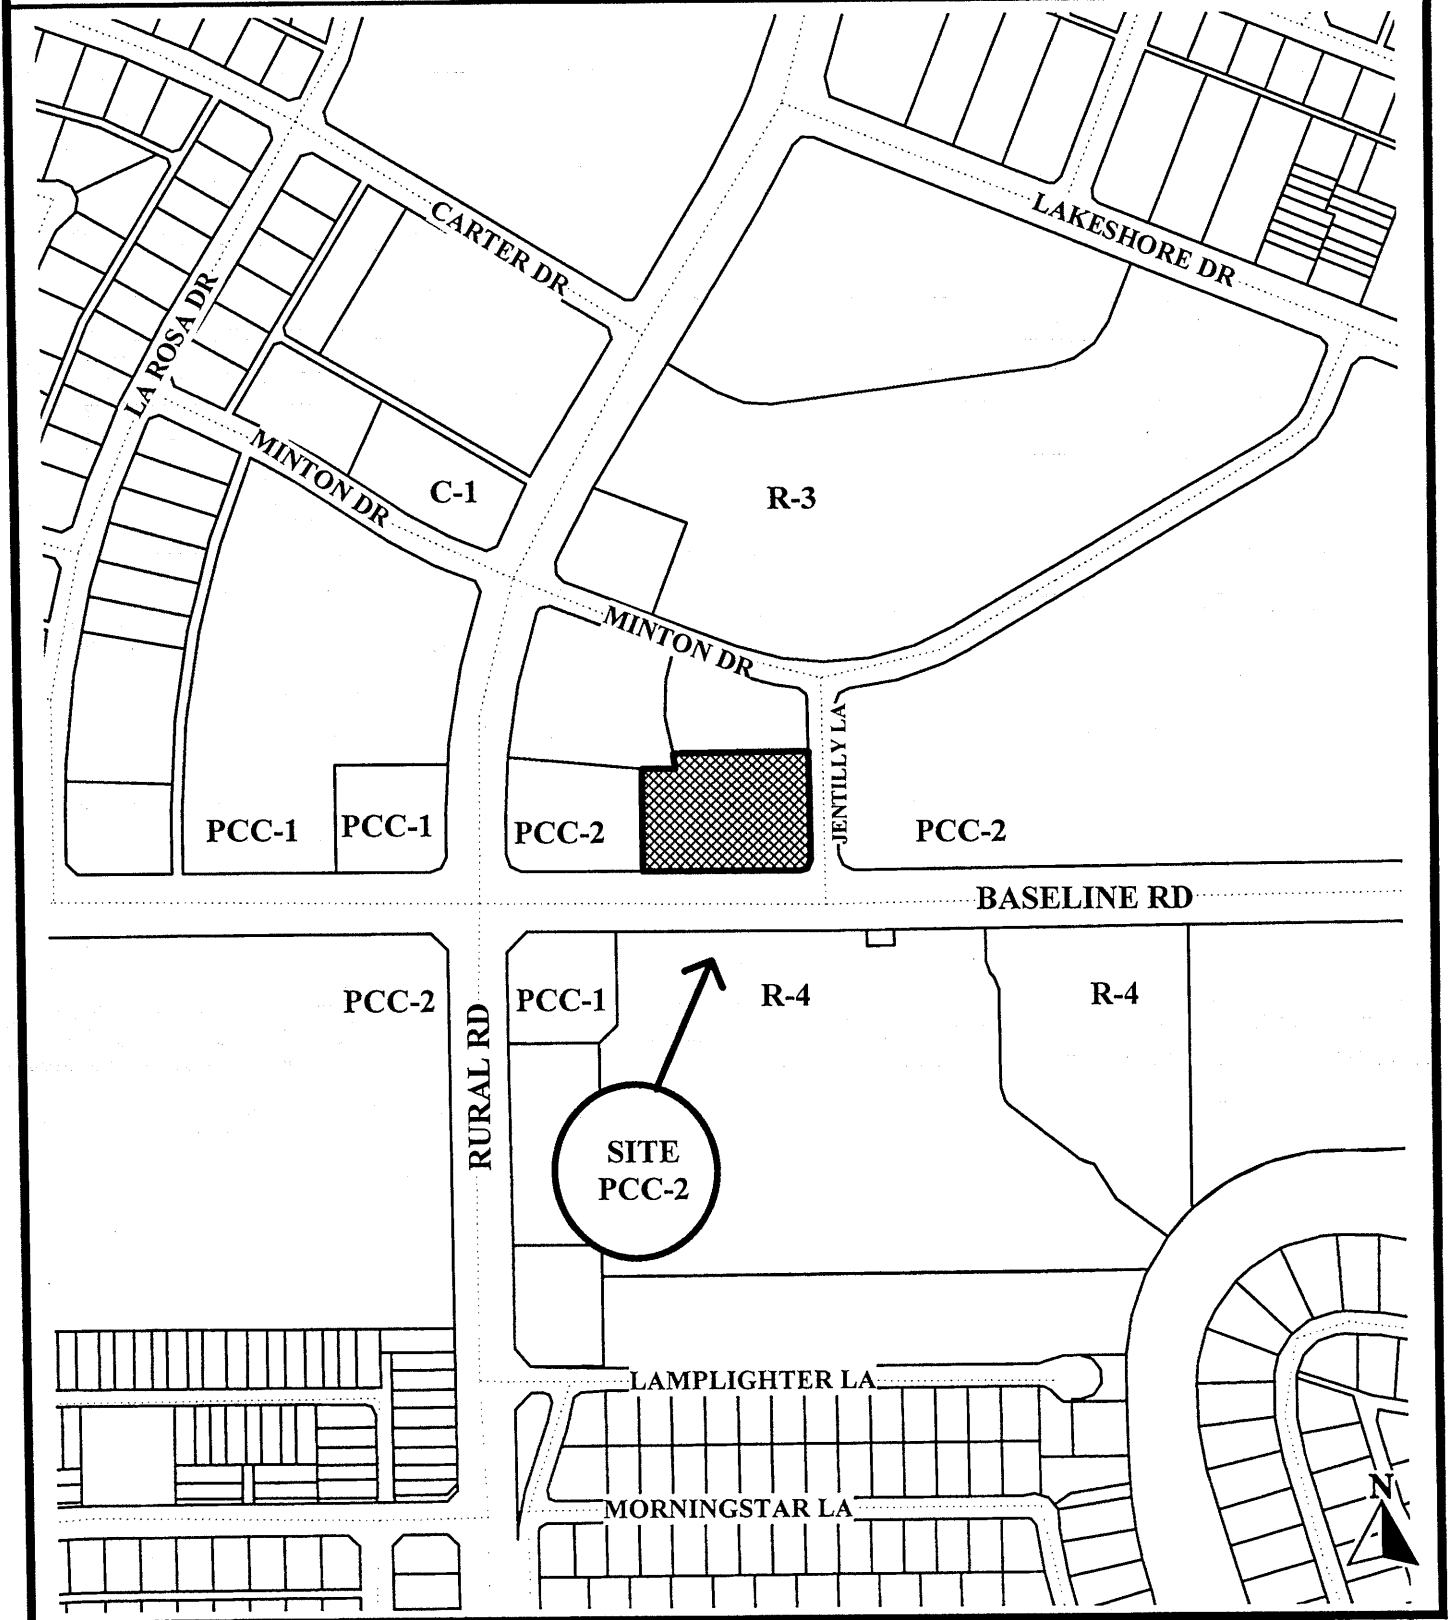 CARTER DR
LAKESHORE DR
LA ROSA DR
MINTON DR
C-1
R-3
MINTON DR
JENTILLY LA
PCC-1
PCC-1
PCC-2
PCC-2
BASELINE RD
PCC-2
PCC-1
R-4
R-4
RURAL RD
SITE
PCC-2
LAMPLIGHTER LA
MORNINGSTAR LA
N